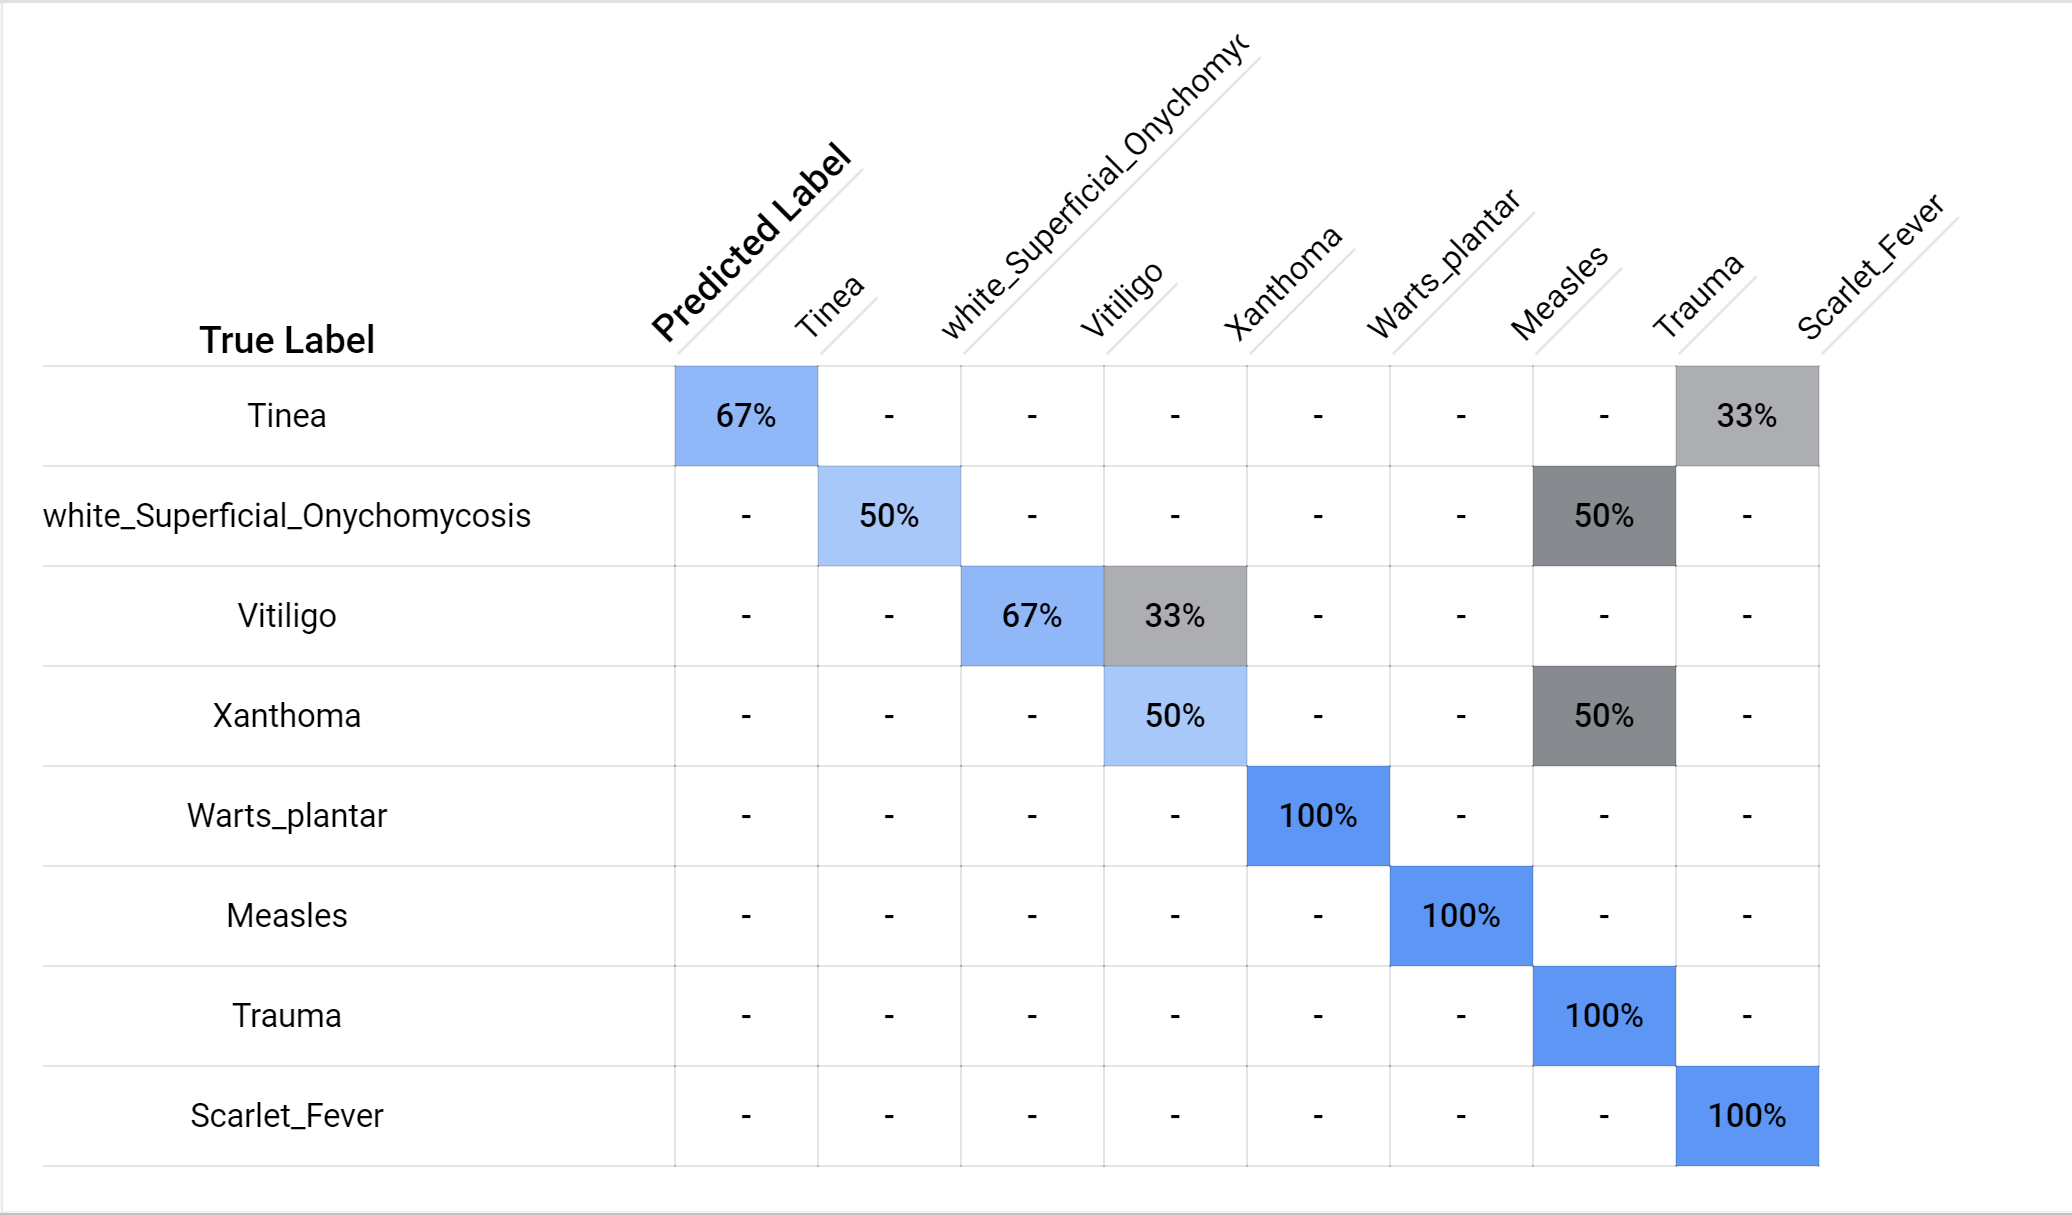 Predicted Label
Tinea
white_Superficial_Onychomyc
Vitiligo
Xanthoma
Warts_plantar
Measles
Trauma
Scarlet_Fever
True Label
Tinea 67% - - - - - - 33%
white_Superficial_Onychomycosis - 50% - - - - 50% -
Vitiligo - - 67% 33% - - - -
Xanthoma - - - 50% - - 50% -
Warts_plantar - - - - 100% - - -
Measles - - - - - 100% - -
Trauma - - - - - - 100% -
Scarlet_Fever - - - - - - - 100%